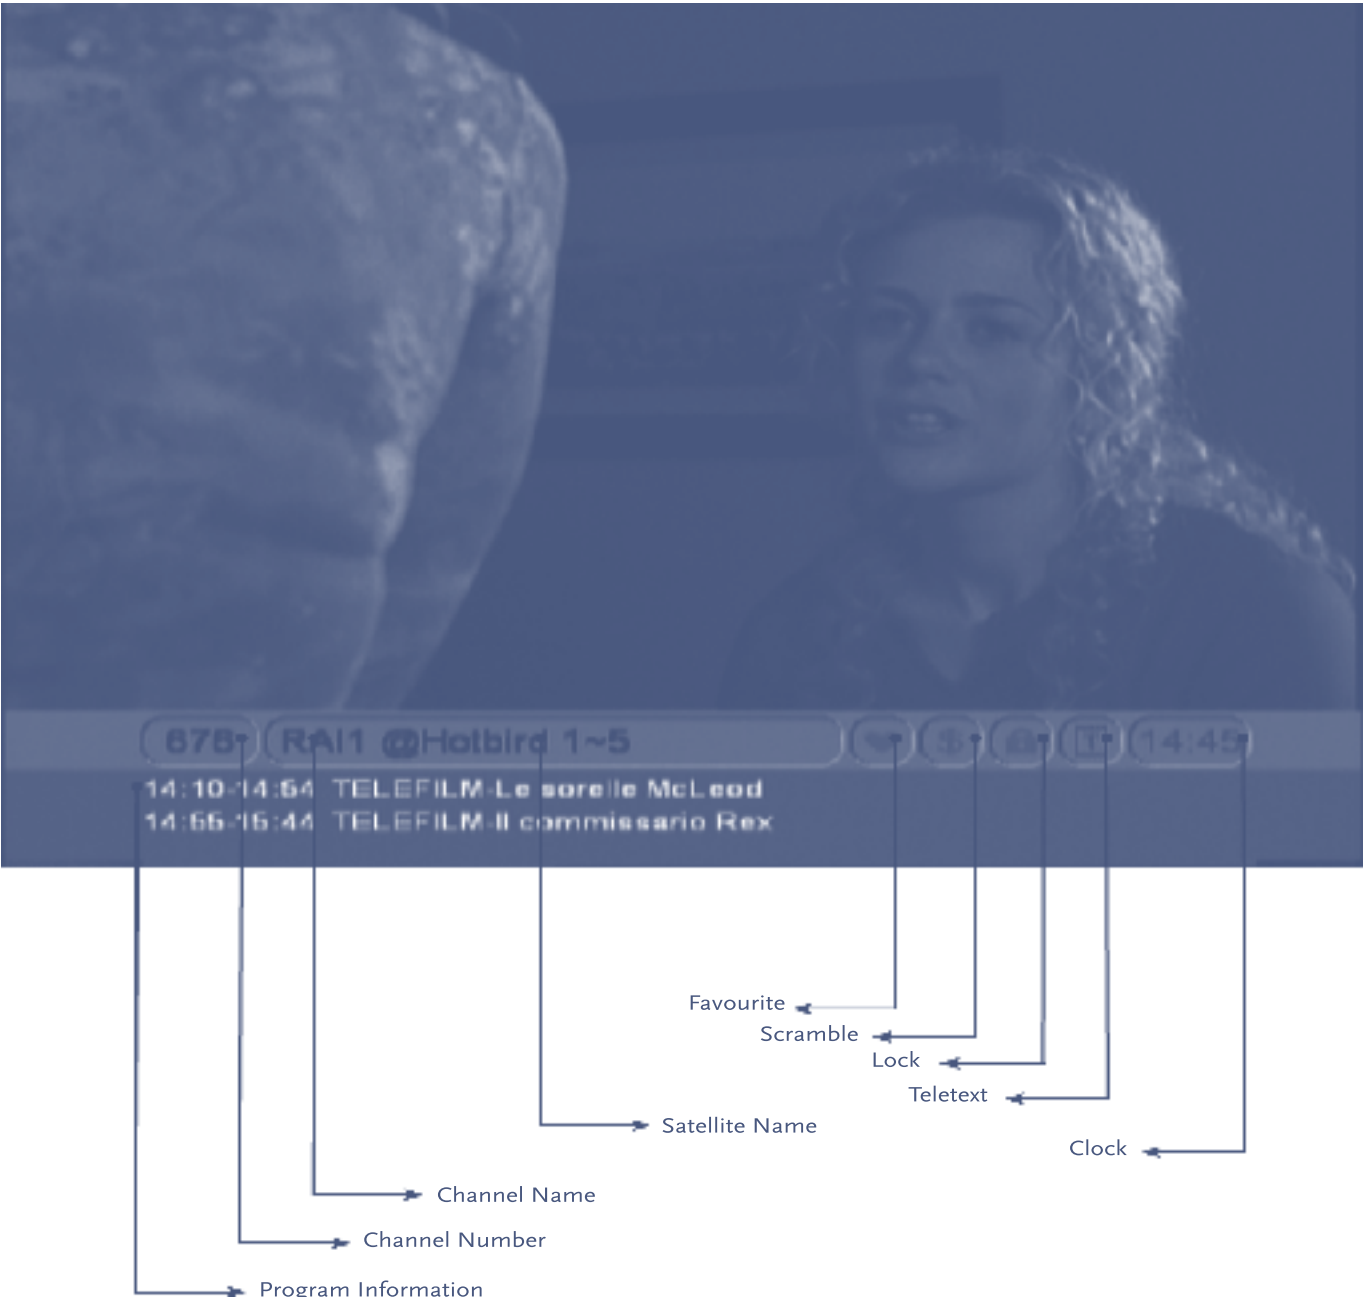 678 RAI1 @Hotbird 1~5 $ T 14:45
14:10-14:54 TELEFILM-Le sorelle McLeod
14:55-15:44 TELEFILM-Il commissario Rex
Favourite
Scramble
Lock
Teletext
Satellite Name
Clock
Channel Name
Channel Number
Program Information